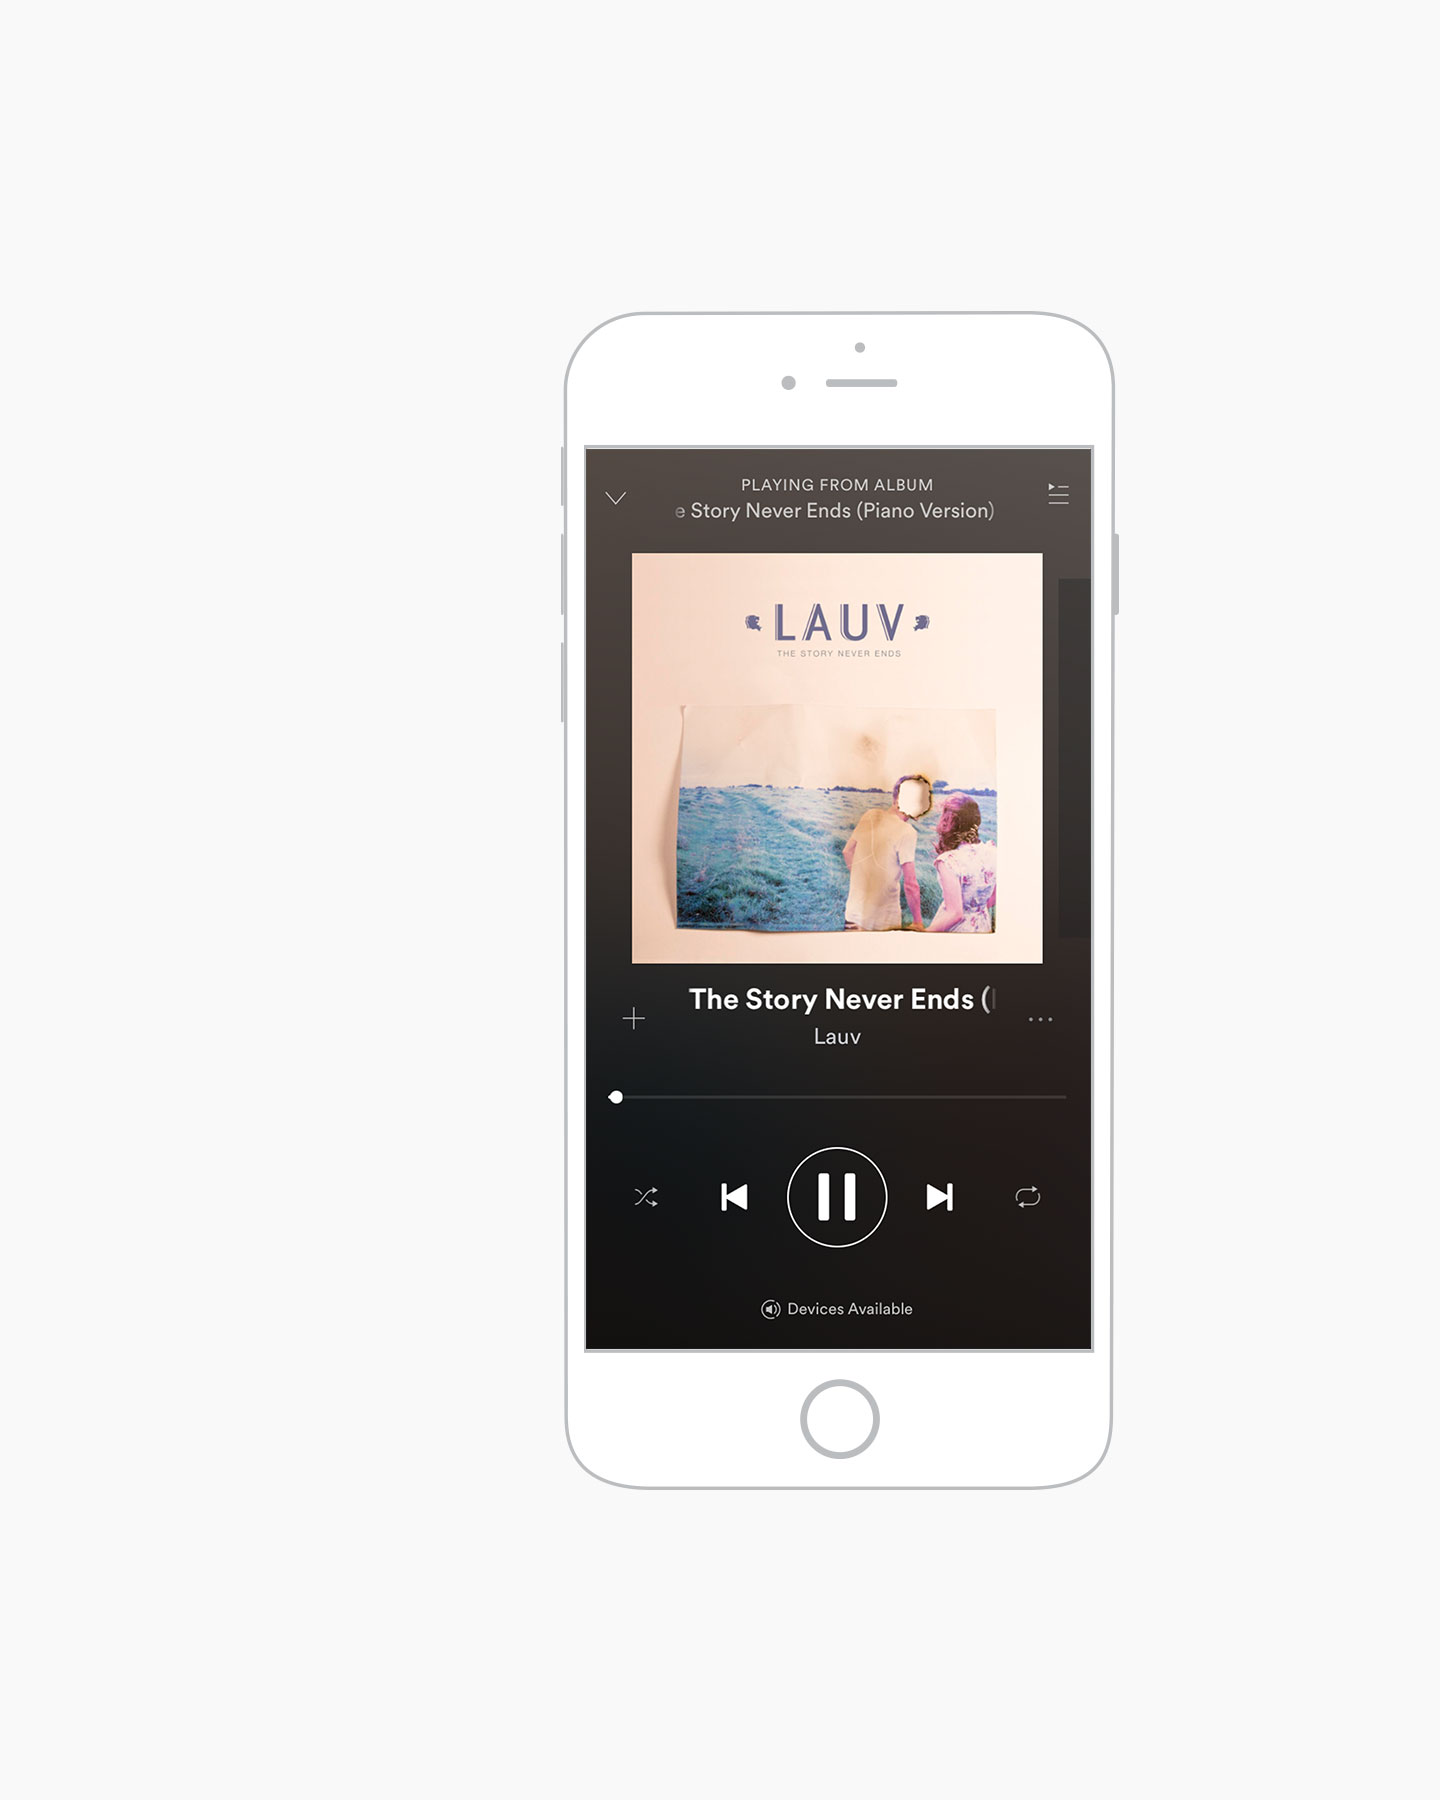 PLAYING FROM ALBUM
e Story Never Ends (Piano Version)
LAUV
THE STORY NEVER ENDS
The Story Never Ends (
Lauv
Devices Available